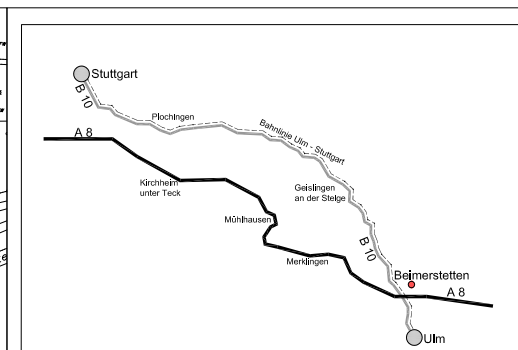 Stuttgart
B 10
Plochingen
A 8
Bahnlinie Ulm - Stuttgart
Kirchheim
unter Teck
Geislingen
an der Steige
Mühlhausen
B 10
Merklingen
Beimerstetten
A 8
Ulm